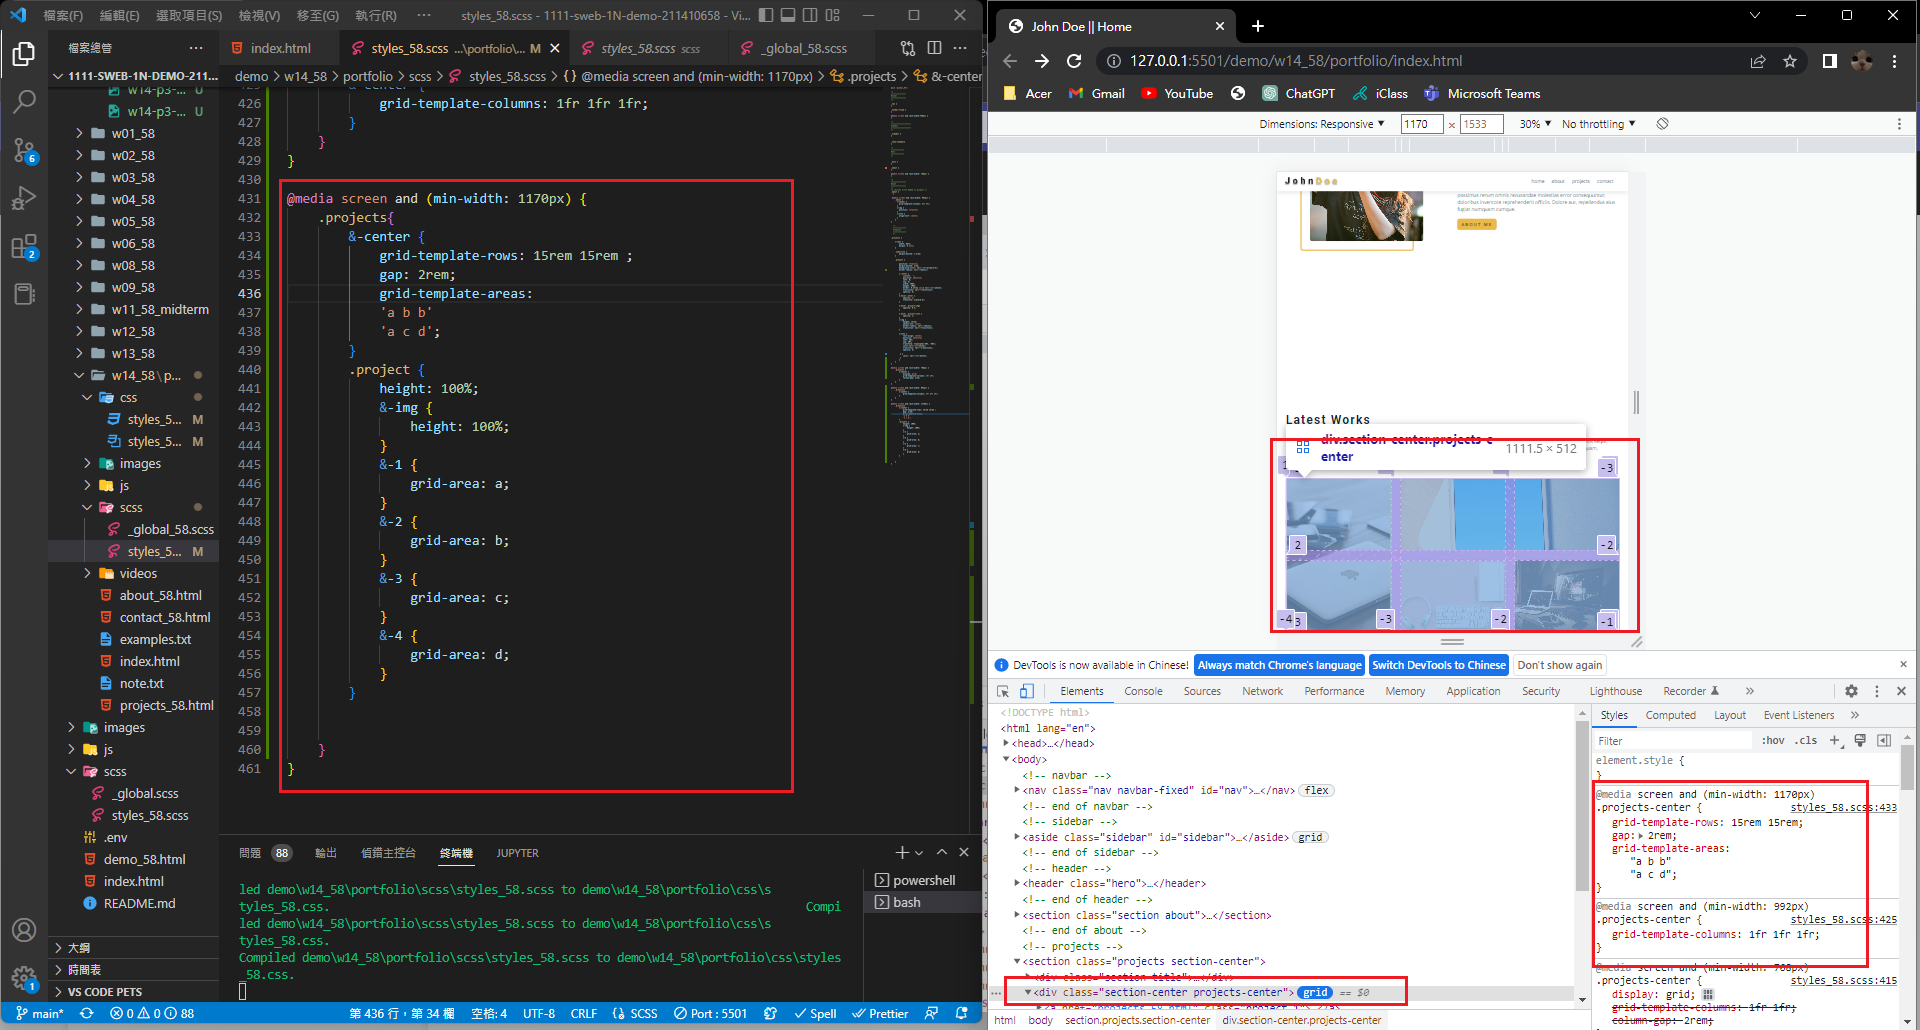 檔案(F) 編輯(E) 選取項目(S) 檢視(V) 移至(G) 執行(R) ··· styles_58.scss - 1111-sweb-1N-demo-211410658 - Vi...
檔案總管 ···
index.html styles_58.scss ...\portfolio\... M styles_58.scss scss _global_58.scss ···
demo > w14_58 > portfolio > scss > styles_58.scss > {} @media screen and (min-width: 1170px) > .projects > &-center
1111-SWEB-1N-DEMO-211...
w14-p3-... U
w14-p3-... U
w01_58
w02_58
w03_58
w04_58
w05_58
w06_58
w08_58
w09_58
w11_58_midterm
w12_58
w13_58
w14_58\p...
css
styles_5... M
styles_5... M
images
js
scss
_global_58.scss
styles_5... M
videos
about_58.html
contact_58.html
examples.txt
index.html
note.txt
projects_58.html
images
js
scss
_global.scss
styles_58.scss
.env
demo_58.html
index.html
README.md
大綱
時間表
VS CODE PETS
6
2
1
426 grid-template-columns: 1fr 1fr 1fr;
427 }
428 }
429 }
430
431 @media screen and (min-width: 1170px) {
432 .projects{
433 &-center {
434 grid-template-rows: 15rem 15rem ;
435 gap: 2rem;
436 grid-template-areas:
437 'a b b'
438 'a c d';
439 }
440 .project {
441 height: 100%;
442 &-img {
443 height: 100%;
444 }
445 &-1 {
446 grid-area: a;
447 }
448 &-2 {
449 grid-area: b;
450 }
451 &-3 {
452 grid-area: c;
453 }
454 &-4 {
455 grid-area: d;
456 }
457 }
458
459
460 }
461 }
問題 88 輸出 偵錯主控台 終端機 JUPYTER
led demo\w14_58\portfolio\scss\styles_58.scss to demo\w14_58\portfolio\css\s
tyles_58.css. Compi
led demo\w14_58\portfolio\scss\styles_58.scss to demo\w14_58\portfolio\css\s
tyles_58.css.
Compiled demo\w14_58\portfolio\scss\styles_58.scss to demo\w14_58\portfolio\css\styles
_58.css.
powershell
bash
main* 0 0 88 第 436 行，第 34 欄 空格: 4 UTF-8 CRLF SCSS Port : 5501 Spell Prettier
John Doe || Home
127.0.0.1:5501/demo/w14_58/portfolio/index.html
Acer Gmail YouTube ChatGPT iClass Microsoft Teams
Dimensions: Responsive 1170 × 1533 30% No throttling
JohnDoe home about projects contact
ABOUT ME
Latest Works
div.section-center.projects-c
enter 1111.5 × 512
-3
2 -2
-4 3 -3 -2 -1
DevTools is now available in Chinese! Always match Chrome's language Switch DevTools to Chinese Don't show again
Elements Console Sources Network Performance Memory Application Security Lighthouse Recorder
<!DOCTYPE html>
<html lang="en">
<head>…</head>
<body>
<!-- navbar -->
<nav class="nav navbar-fixed" id="nav">…</nav> flex
<!-- end of navbar -->
<!-- sidebar -->
<aside class="sidebar" id="sidebar">…</aside> grid
<!-- end of sidebar -->
<!-- header -->
<header class="hero">…</header>
<!-- end of header -->
<section class="section about">…</section>
<!-- end of about -->
<!-- projects -->
<section class="projects section-center">
<div class="section-title">…</div>
<div class="section-center projects-center"> grid == $0
html body section.projects.section-center div.section-center.projects-center
Styles Computed Layout Event Listeners
Filter :hov .cls
element.style {
}
@media screen and (min-width: 1170px)
.projects-center { styles_58.scss:433
grid-template-rows: 15rem 15rem;
gap: 2rem;
grid-template-areas:
"a b b"
"a c d";
}
@media screen and (min-width: 992px)
.projects-center { styles_58.scss:425
grid-template-columns: 1fr 1fr 1fr;
}
@media screen and (min-width: 768px)
.projects-center { styles_58.scss:415
display: grid;
grid-template-columns: 1fr 1fr;
column-gap: 2rem;